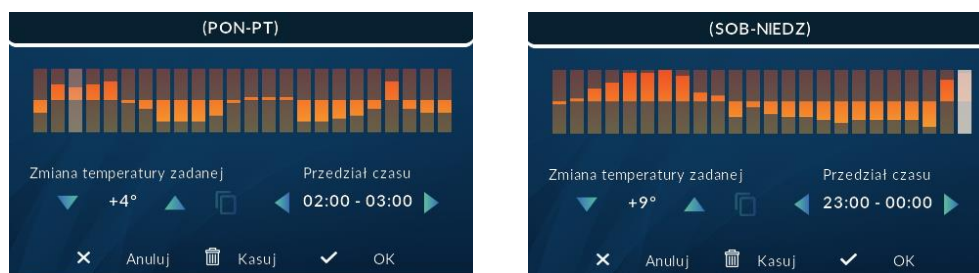 (PON-PT)
Zmiana temperatury zadanej
Przedział czasu
+4°
02:00 - 03:00
Anuluj
Kasuj
OK
(SOB-NIEDZ)
Zmiana temperatury zadanej
Przedział czasu
+9°
23:00 - 00:00
Anuluj
Kasuj
OK